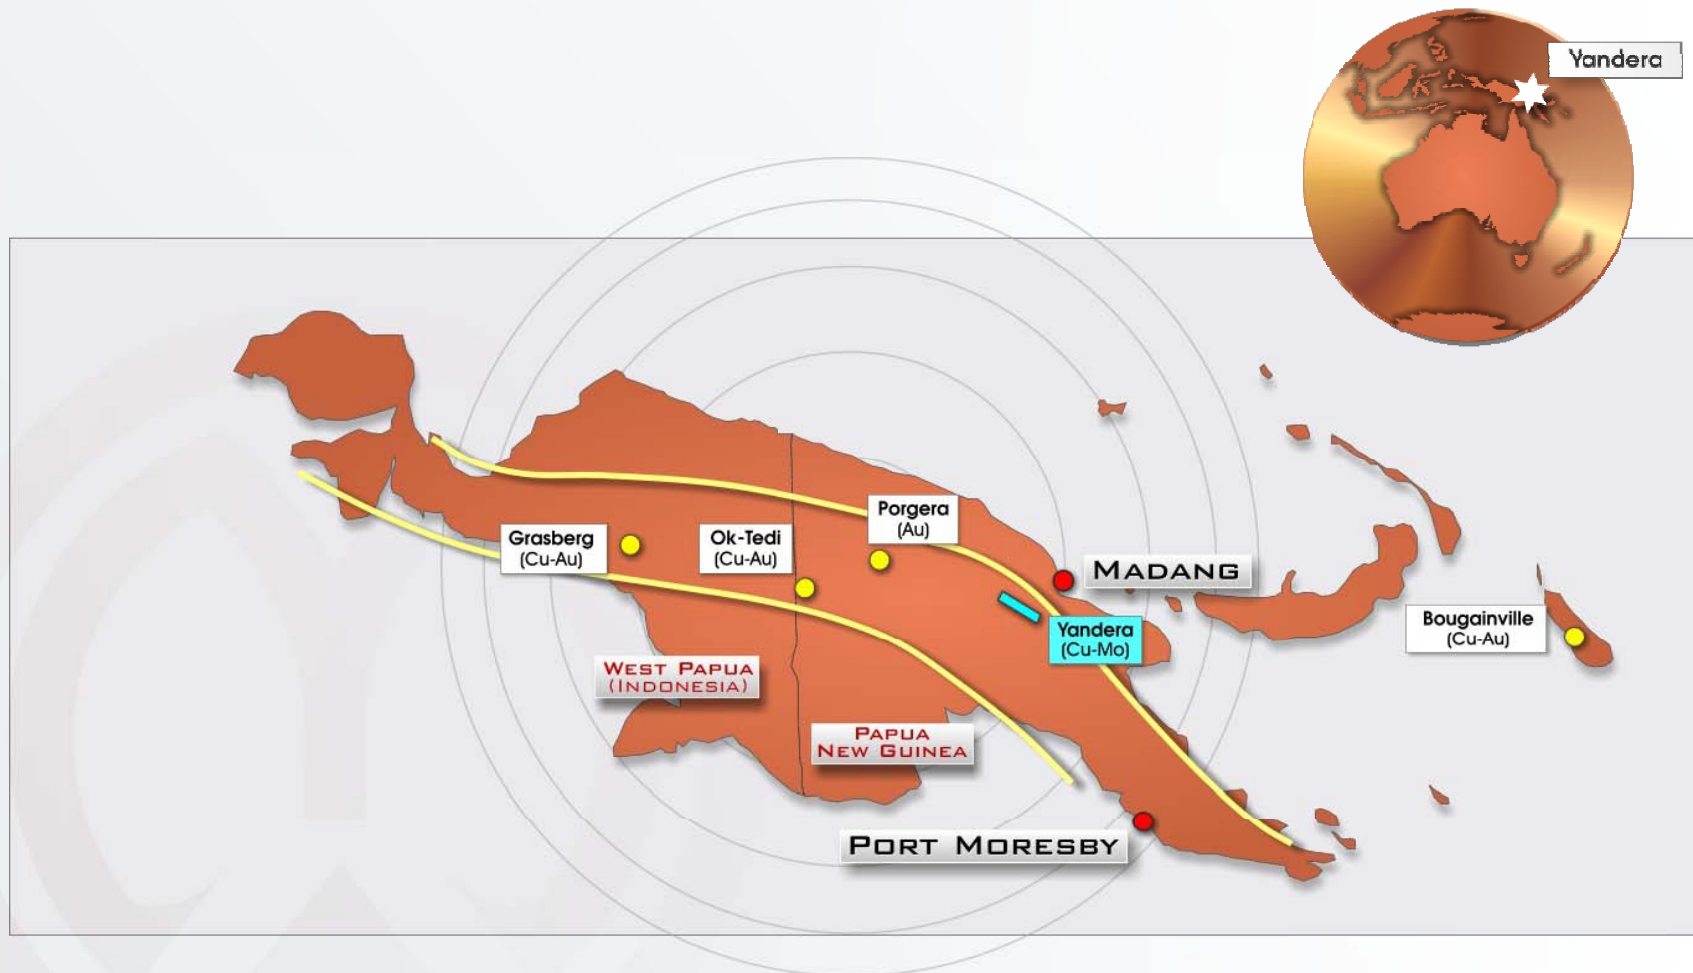 Yandera
Porgera
(Au)
Grasberg
(Cu-Au)
Ok-Tedi
(Cu-Au)
MADANG
Yandera
(Cu-Mo)
Bougainville
(Cu-Au)
WEST PAPUA
(INDONESIA)
PAPUA
NEW GUINEA
PORT MORESBY